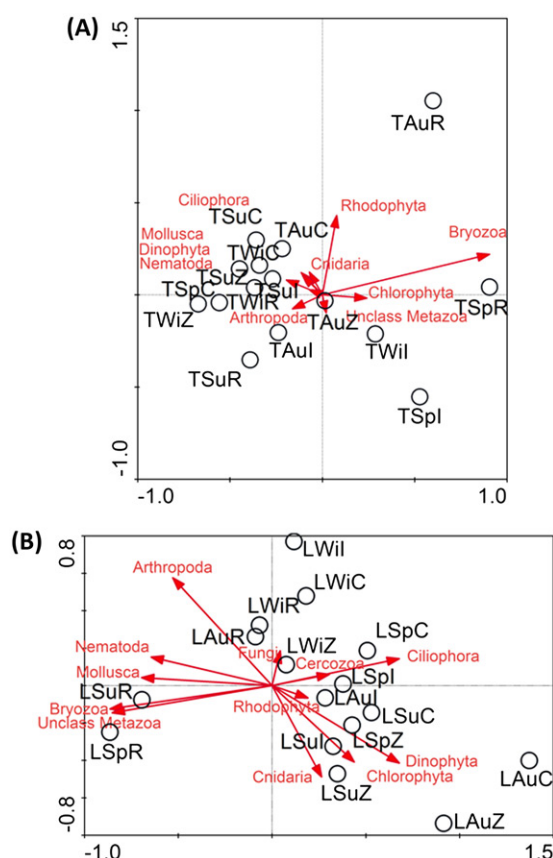 (A)
1.5
TAuR
Ciliophora
Rhodophyta
TSuC
Mollusca
TAuC
Bryozoa
Dinophyta
TWiC
Nematoda
Cnidaria
TSuZ
TSpC
TSuI
Chlorophyta
TWiR
TSpR
TWiZ
Arthropoda
TAuZ
Unclass Metazoa
TAuI
TWiI
TSuR
TSpI
-1.0
-1.0
1.0
(B)
0.8
LWiI
Arthropoda
LWiC
LWiR
LAuR
LSpC
Nematoda
Fungi
LWiZ
Cercozoa
Ciliophora
Mollusca
LSpI
LSuR
LAuI
Bryozoa
Rhodophyta
LSuC
Unclass Metazoa
LSpR
LSuI
LSpZ
Dinophyta
Cnidaria
Chlorophyta
LAuC
LSuZ
LAuZ
-0.8
-1.0
1.5